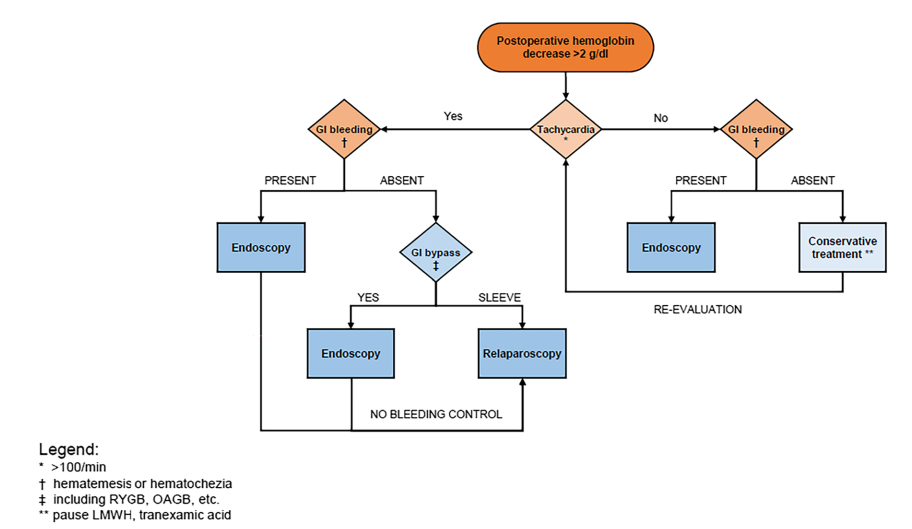 Postoperative hemoglobin
decrease >2 g/dl
GI bleeding
†
Yes
Tachycardia
*
No
GI bleeding
†
PRESENT
ABSENT
PRESENT
ABSENT
Endoscopy
GI bypass
‡
Endoscopy
Conservative
treatment **
YES
SLEEVE
RE-EVALUATION
Endoscopy
Relaparoscopy
NO BLEEDING CONTROL
Legend:
* >100/min
† hematemesis or hematochezia
‡ including RYGB, OAGB, etc.
** pause LMWH, tranexamic acid